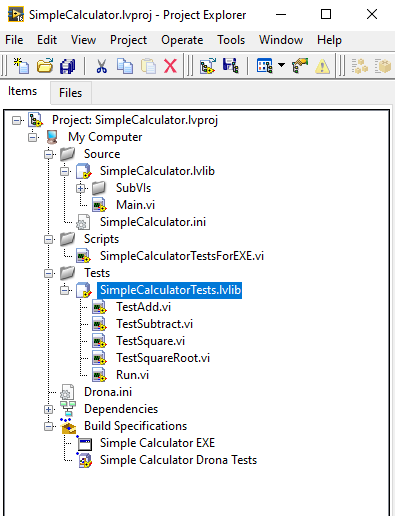 SimpleCalculator.lvproj - Project Explorer
File Edit View Project Operate Tools Window Help
Items Files
Project: SimpleCalculator.lvproj
My Computer
Source
SimpleCalculator.lvlib
SubVIs
Main.vi
SimpleCalculator.ini
Scripts
SimpleCalculatorTestsForEXE.vi
Tests
SimpleCalculatorTests.lvlib
TestAdd.vi
TestSubtract.vi
TestSquare.vi
TestSquareRoot.vi
Run.vi
Drona.ini
Dependencies
Build Specifications
Simple Calculator EXE
Simple Calculator Drona Tests